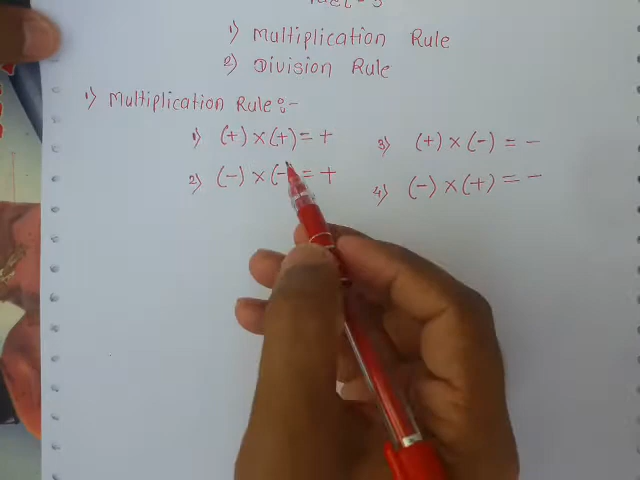 1) Multiplication Rule
2) Division Rule
1) Multiplication Rule :-
1) (+) × (+) = +
2) (-) × (- = +
3) (+) × (-) = -
4) (-) × (+) = -